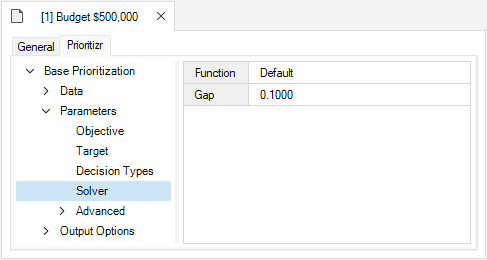 [1] Budget $500,000
General
Prioritizr
Base Prioritization
Data
Parameters
Objective
Target
Decision Types
Solver
Advanced
Output Options
Function Default
Gap 0.1000